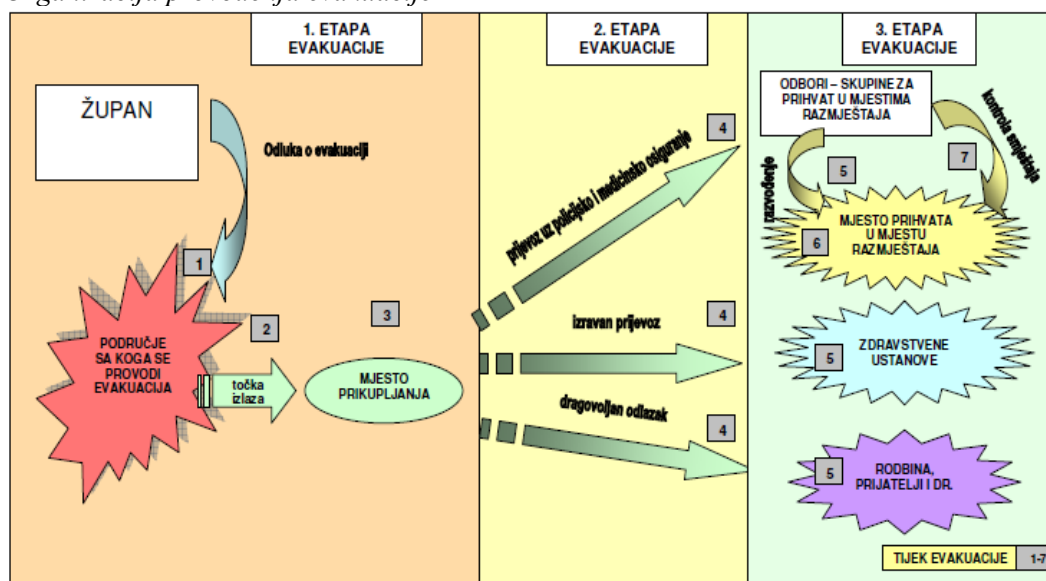 1. ETAPA
EVAKUACIJE
2. ETAPA
EVAKUACIJE
3. ETAPA
EVAKUACIJE
ŽUPAN
Odluka o evakuaciji
1
PODRUČJE
SA KOGA SE
PROVODI
EVAKUACIJA
2
točka
izlaza
3
MJESTO
PRIKUPLJANJA
prijevoz uz policijsko i medicinsko osiguranje
4
izravan prijevoz
4
dragovoljan odlazak
4
ODBORI – SKUPINE ZA
PRIHVAT U MJESTIMA
RAZMJEŠTAJA
razvođenje
5
7
kontrola smještaja
MJESTO PRIHVATA
U MJESTU
RAZMJEŠTAJA
6
ZDRAVSTVENE
USTANOVE
5
RODBINA,
PRIJATELJI I DR.
5
TIJEK EVAKUACIJE
1-7